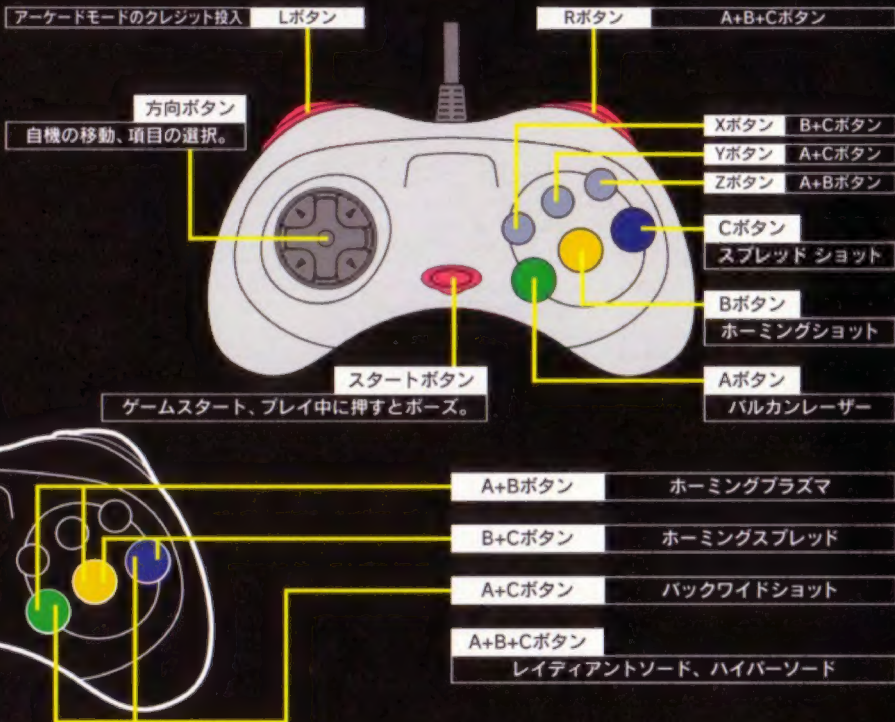 アーケードモードのクレジット投入 Lボタン
Rボタン A+B+Cボタン
方向ボタン
自機の移動、項目の選択。
Xボタン B+Cボタン
Yボタン A+Cボタン
Zボタン A+Bボタン
Cボタン
スプレッド ショット
Bボタン
ホーミングショット
Aボタン
バルカンレーザー
スタートボタン
ゲームスタート、プレイ中に押すとポーズ。
A+Bボタン ホーミングプラズマ
B+Cボタン ホーミングスプレッド
A+Cボタン バックワイドショット
A+B+Cボタン
レイディアントソード、ハイパーソード